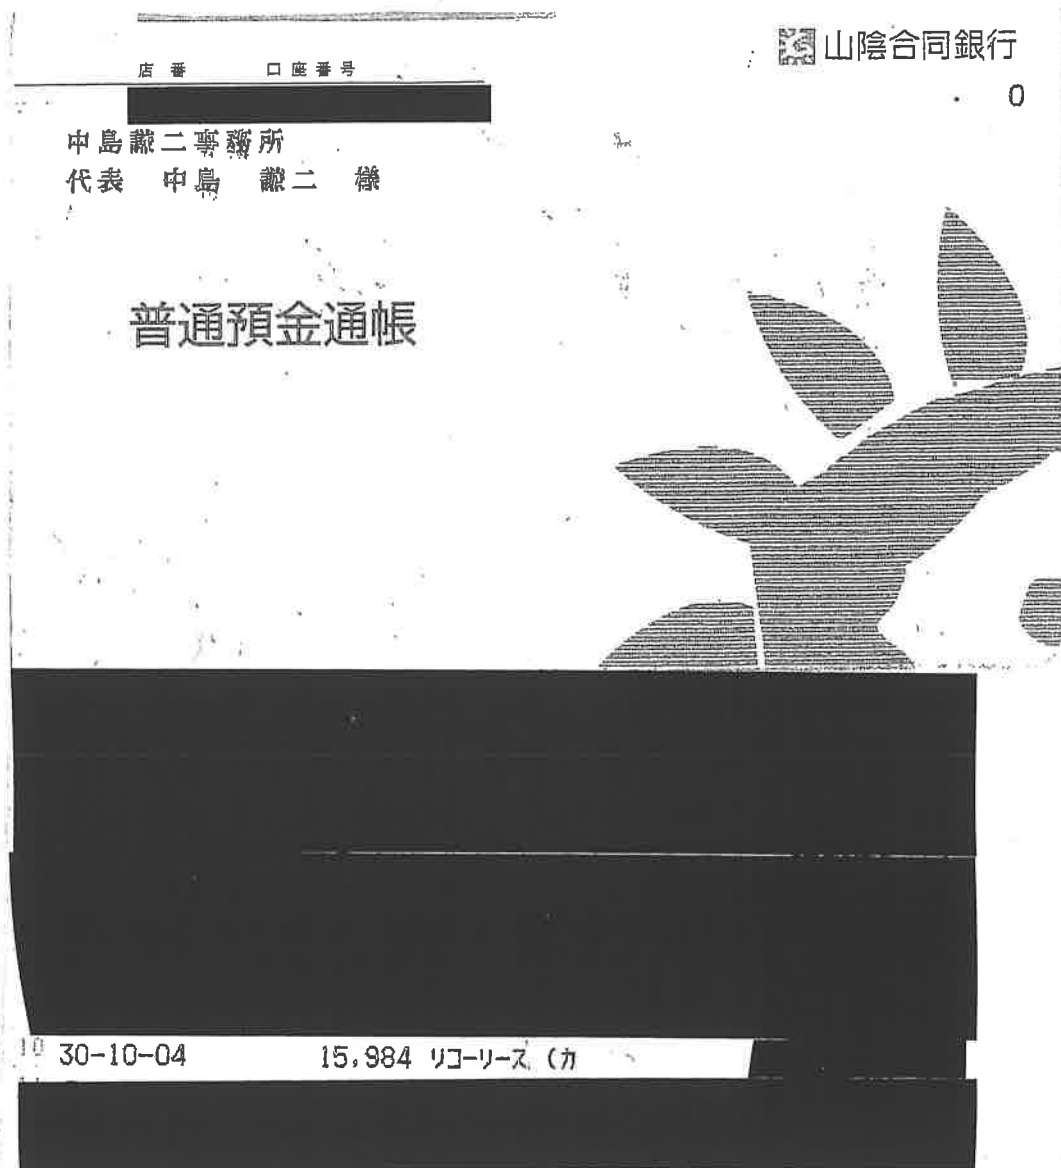 山陰合同銀行
店番 口座番号
0
中島謙二事務所
代表 中島 謙二 様
普通預金通帳
10 30-10-04 15,984 リコーリース (カ